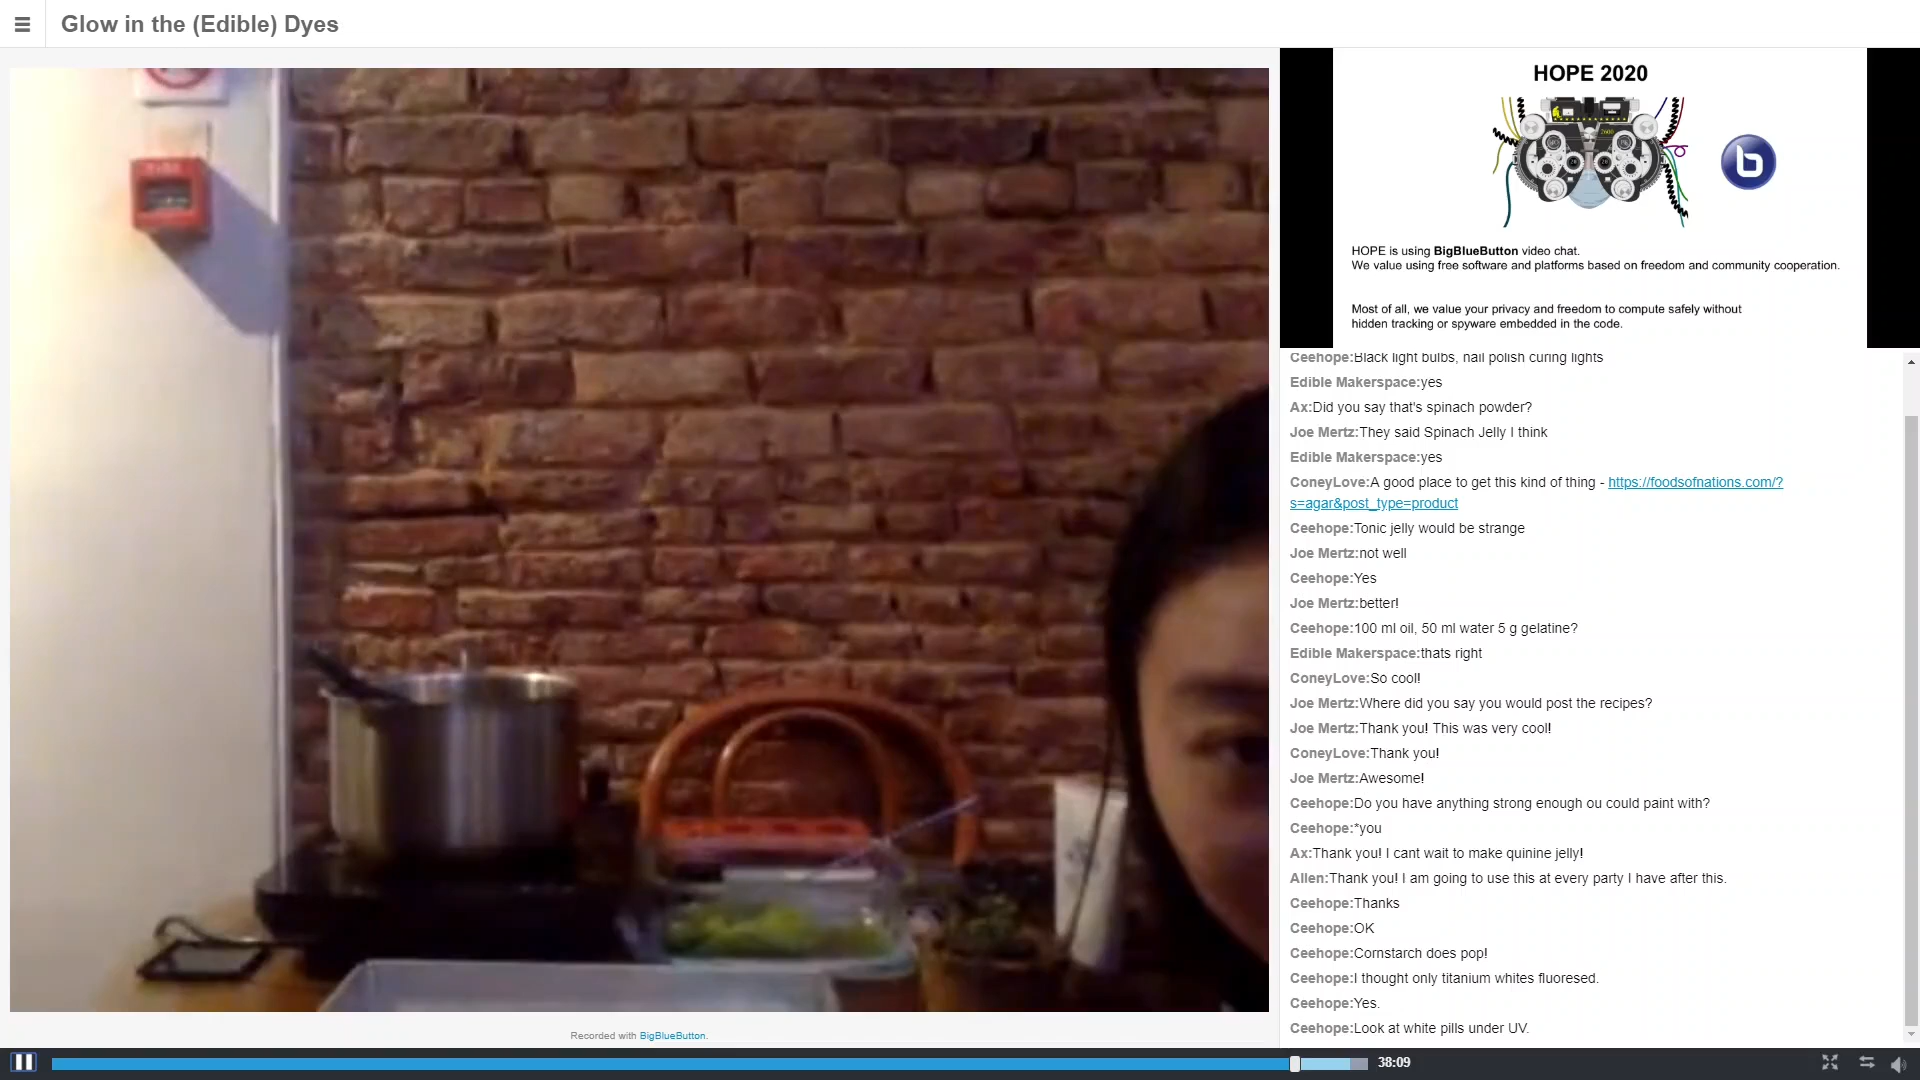 Glow in the (Edible) Dyes
HOPE 2020
2600
HOPE is using BigBlueButton video chat.
We value using free software and platforms based on freedom and community cooperation.
Most of all, we value your privacy and freedom to compute safely without
hidden tracking or spyware embedded in the code.
Ceehope:Black light bulbs, nail polish curing lights
Edible Makerspace:yes
Ax:Did you say that's spinach powder?
Joe Mertz:They said Spinach Jelly I think
Edible Makerspace:yes
ConeyLove:A good place to get this kind of thing - https://foodsofnations.com/?
s=agar&post_type=product
Ceehope:Tonic jelly would be strange
Joe Mertz:not well
Ceehope:Yes
Joe Mertz:better!
Ceehope:100 ml oil, 50 ml water 5 g gelatine?
Edible Makerspace:thats right
ConeyLove:So cool!
Joe Mertz:Where did you say you would post the recipes?
Joe Mertz:Thank you! This was very cool!
ConeyLove:Thank you!
Joe Mertz:Awesome!
Ceehope:Do you have anything strong enough ou could paint with?
Ceehope:*you
Ax:Thank you! I cant wait to make quinine jelly!
Allen:Thank you! I am going to use this at every party I have after this.
Ceehope:Thanks
Ceehope:OK
Ceehope:Cornstarch does pop!
Ceehope:I thought only titanium whites fluoresed.
Ceehope:Yes.
Ceehope:Look at white pills under UV.
Recorded with BigBlueButton.
38:09